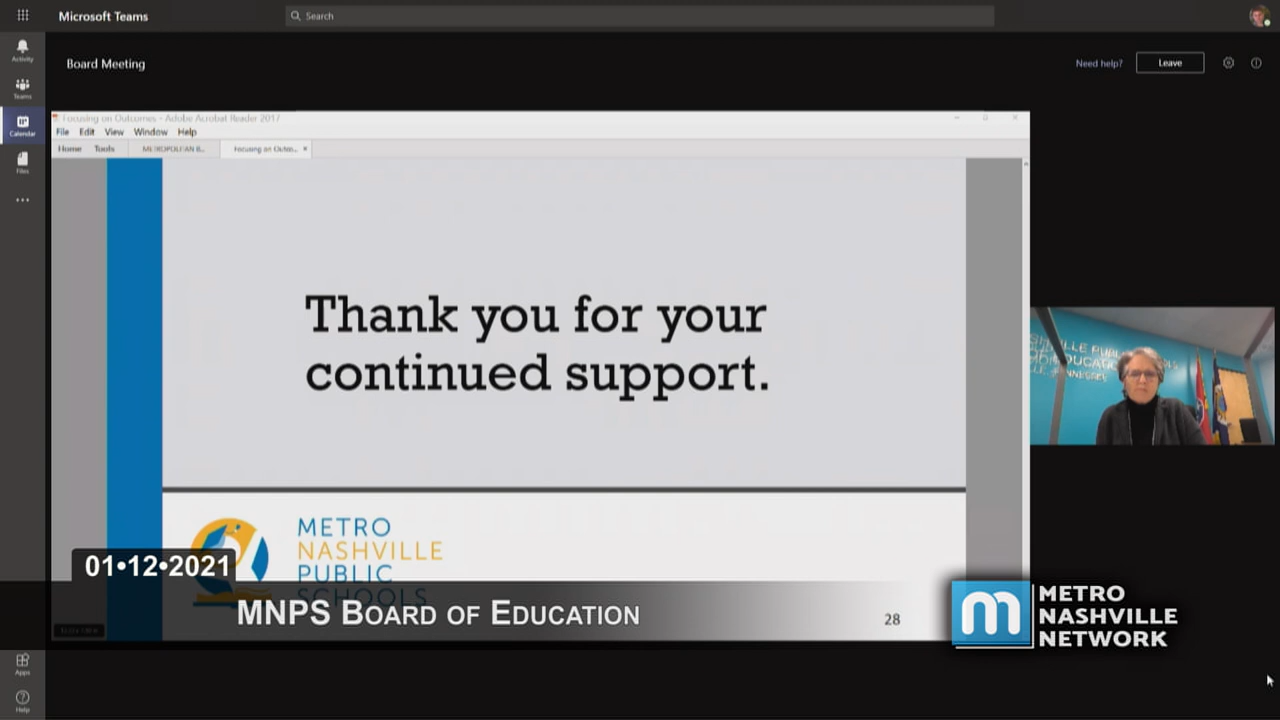 Microsoft Teams
Search
Activity
Board Meeting
Need help?
Leave
Teams
Calendar
Files
Focusing on Outcomes - Adobe Acrobat Reader 2017
File Edit View Window Help
Home Tools
METROPOLITAN B...
Focusing on Outco...
Thank you for your
continued support.
METRO
NASHVILLE
PUBLIC
SCHOOLS
01•12•2021
MNPS BOARD OF EDUCATION
28
m
METRO
NASHVILLE
NETWORK
Apps
Help